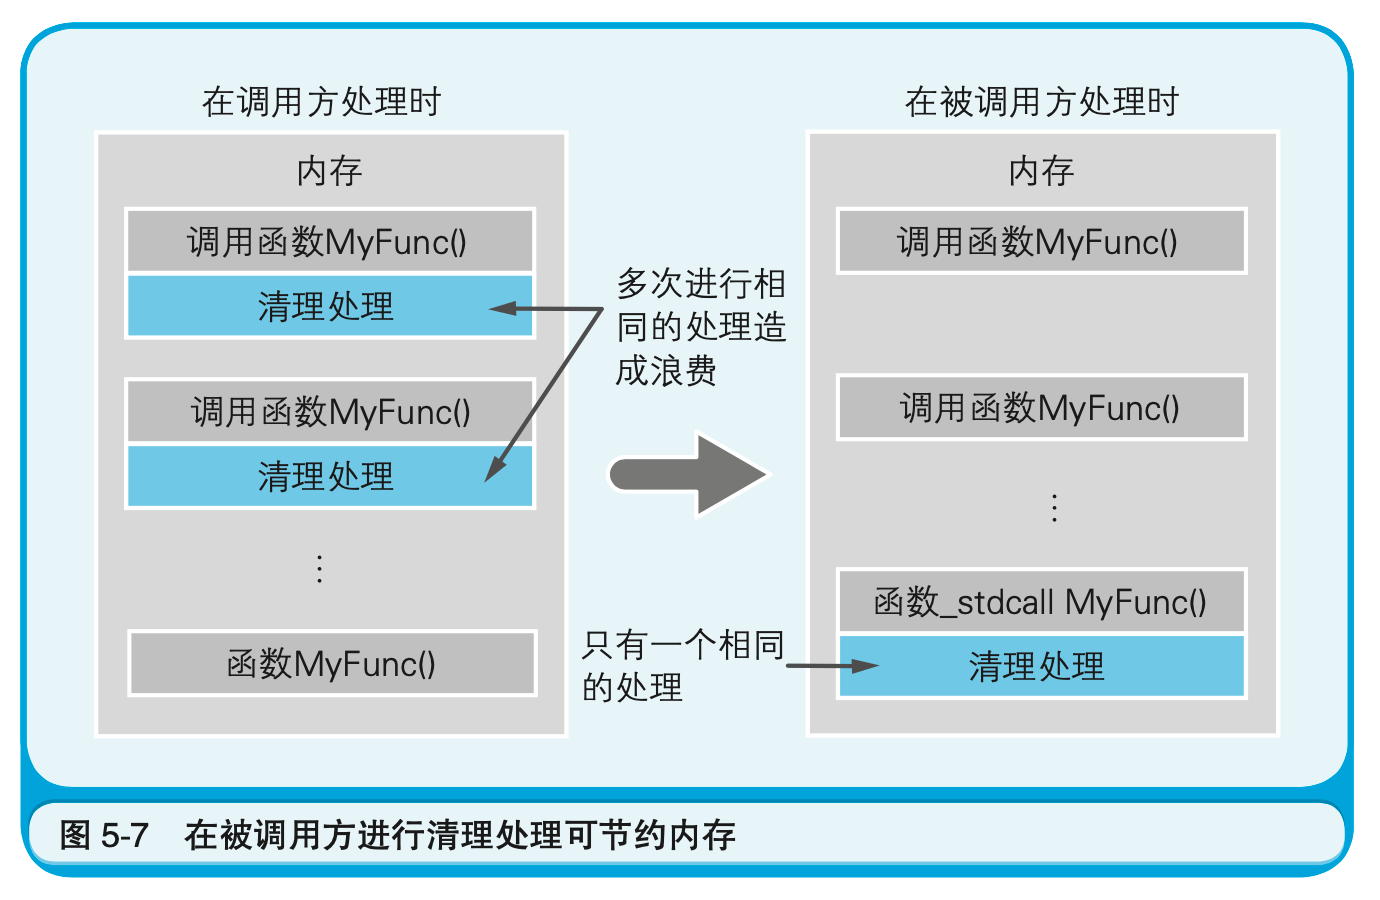 在调用方处理时
内存
调用函数MyFunc()
清理处理
调用函数MyFunc()
清理处理
⋮
函数MyFunc()
多次进行相
同的处理造
成浪费
只有一个相同
的处理
在被调用方处理时
内存
调用函数MyFunc()
调用函数MyFunc()
⋮
函数_stdcall MyFunc()
清理处理
图 5-7 在被调用方进行清理处理可节约内存